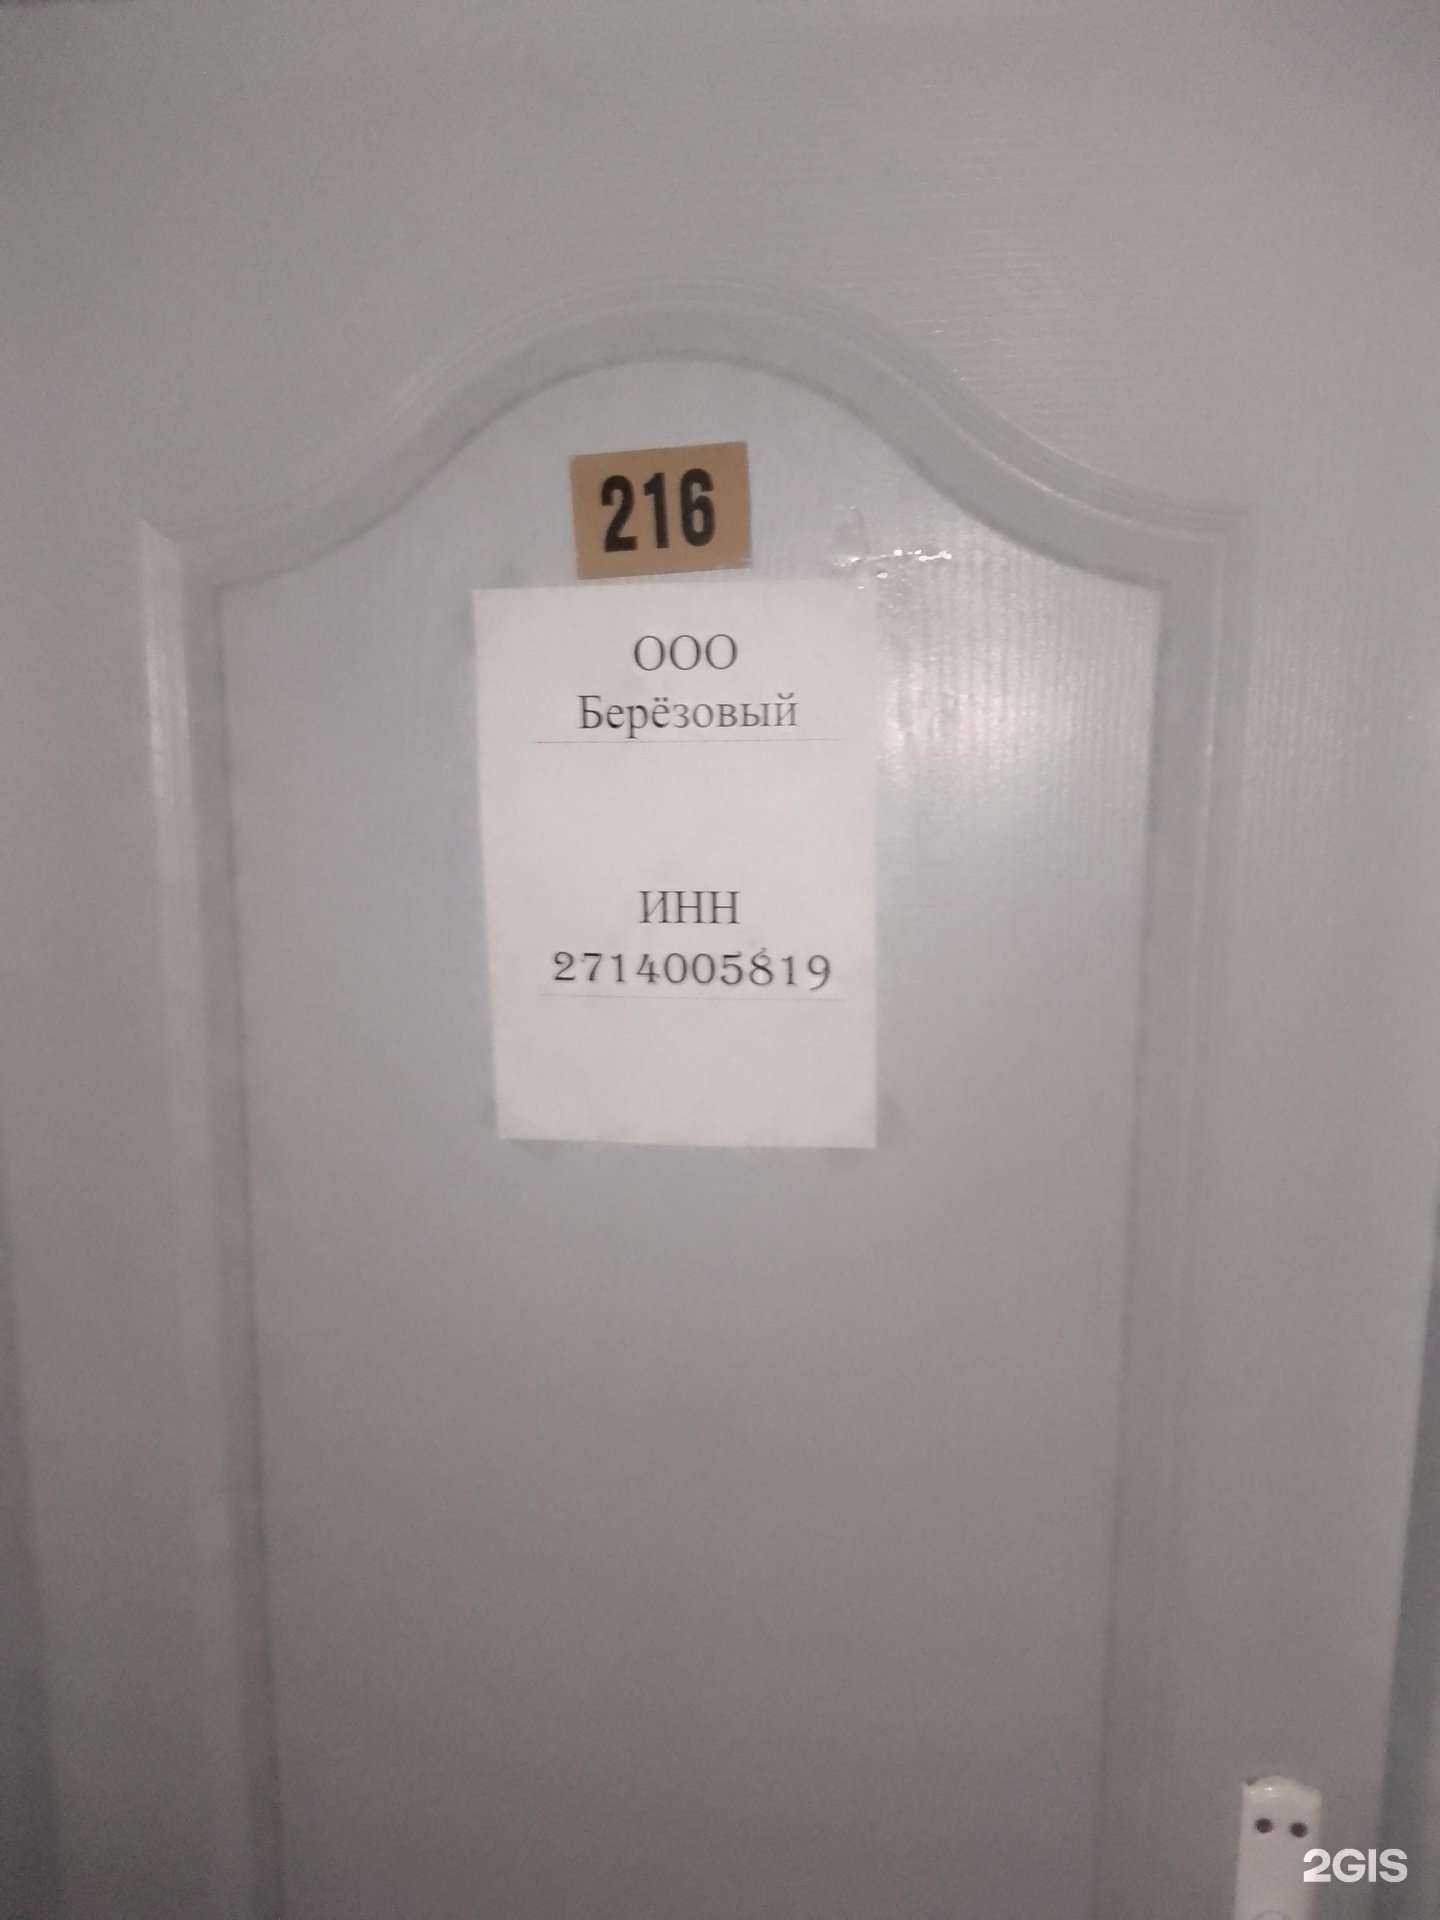 216
ООО
Берёзовый
ИНН
2714005819
2GIS